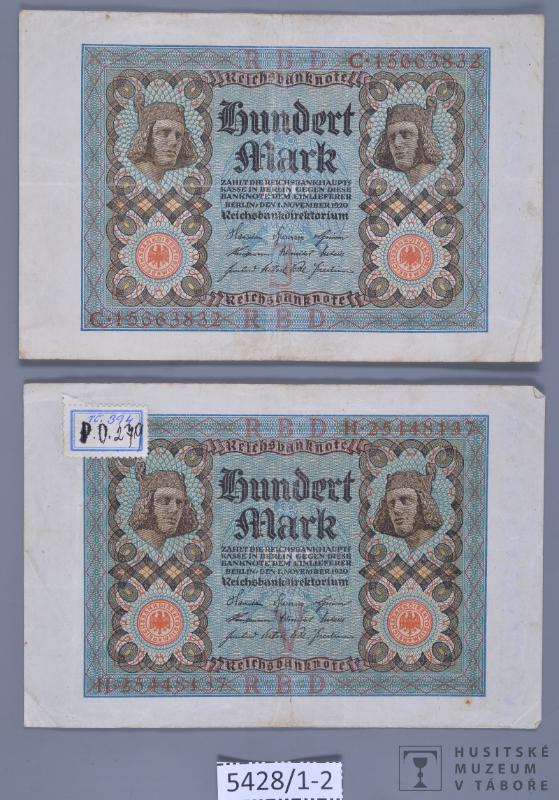 R B D
C·15663832
Reichsbanknote
Hundert
Mark
ZAHLT DIE REICHSBANKHAUPT=
KASSE IN BERLIN GEGEN DIESE
BANKNOTE DEM EINLIEFERER
BERLIN, DEN 1. NOVEMBER 1920
Reichsbankdirektorium
Reichsbanknote
C·15663832
R B D
Tč. 394
P.O. 279
R B D
H·25448437
Reichsbanknote
Hundert
Mark
ZAHLT DIE REICHSBANKHAUPT=
KASSE IN BERLIN GEGEN DIESE
BANKNOTE DEM EINLIEFERER
BERLIN, DEN 1. NOVEMBER 1920
Reichsbankdirektorium
Reichsbanknote
H·25448437
R B D
5428/1-2
HUSITSKÉ
MUZEUM
V TÁBOŘE